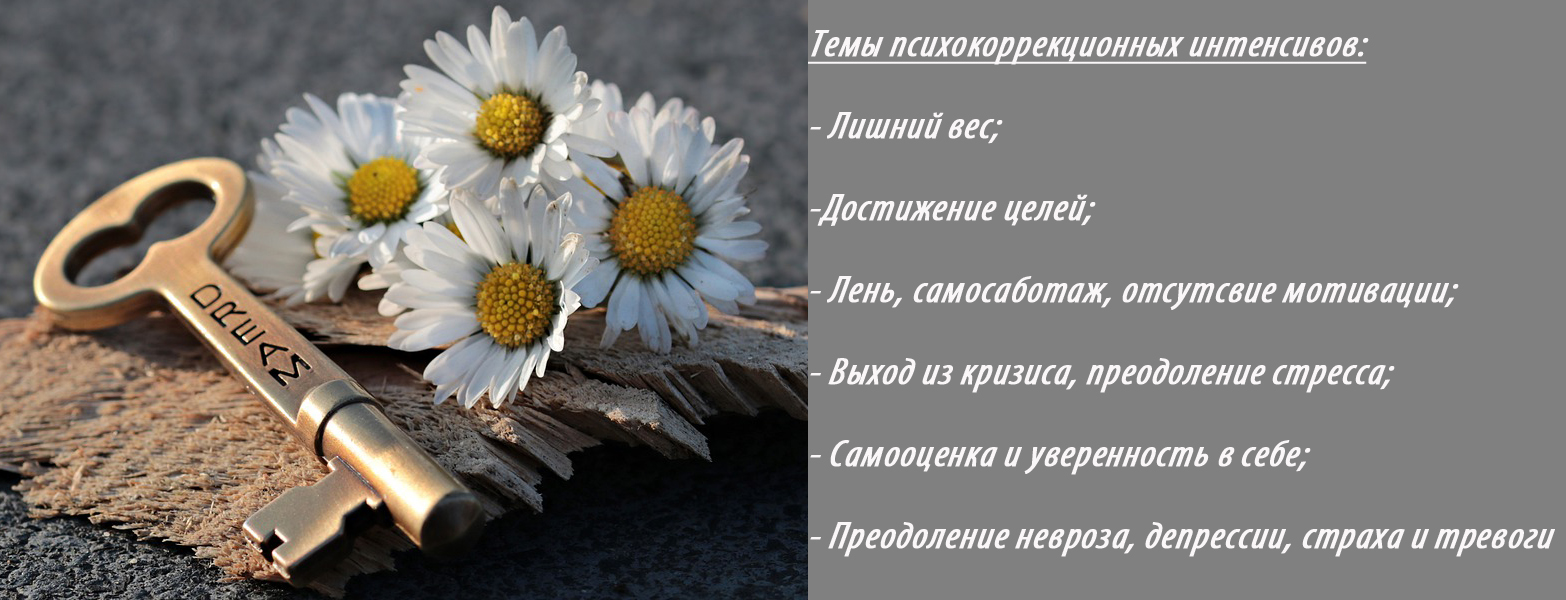 DREAM
Темы психокоррекционных интенсивов:
- Лишний вес;
-Достижение целей;
- Лень, самосаботаж, отсутсвие мотивации;
- Выход из кризиса, преодоление стресса;
- Самооценка и уверенность в себе;
- Преодоление невроза, депрессии, страха и тревоги